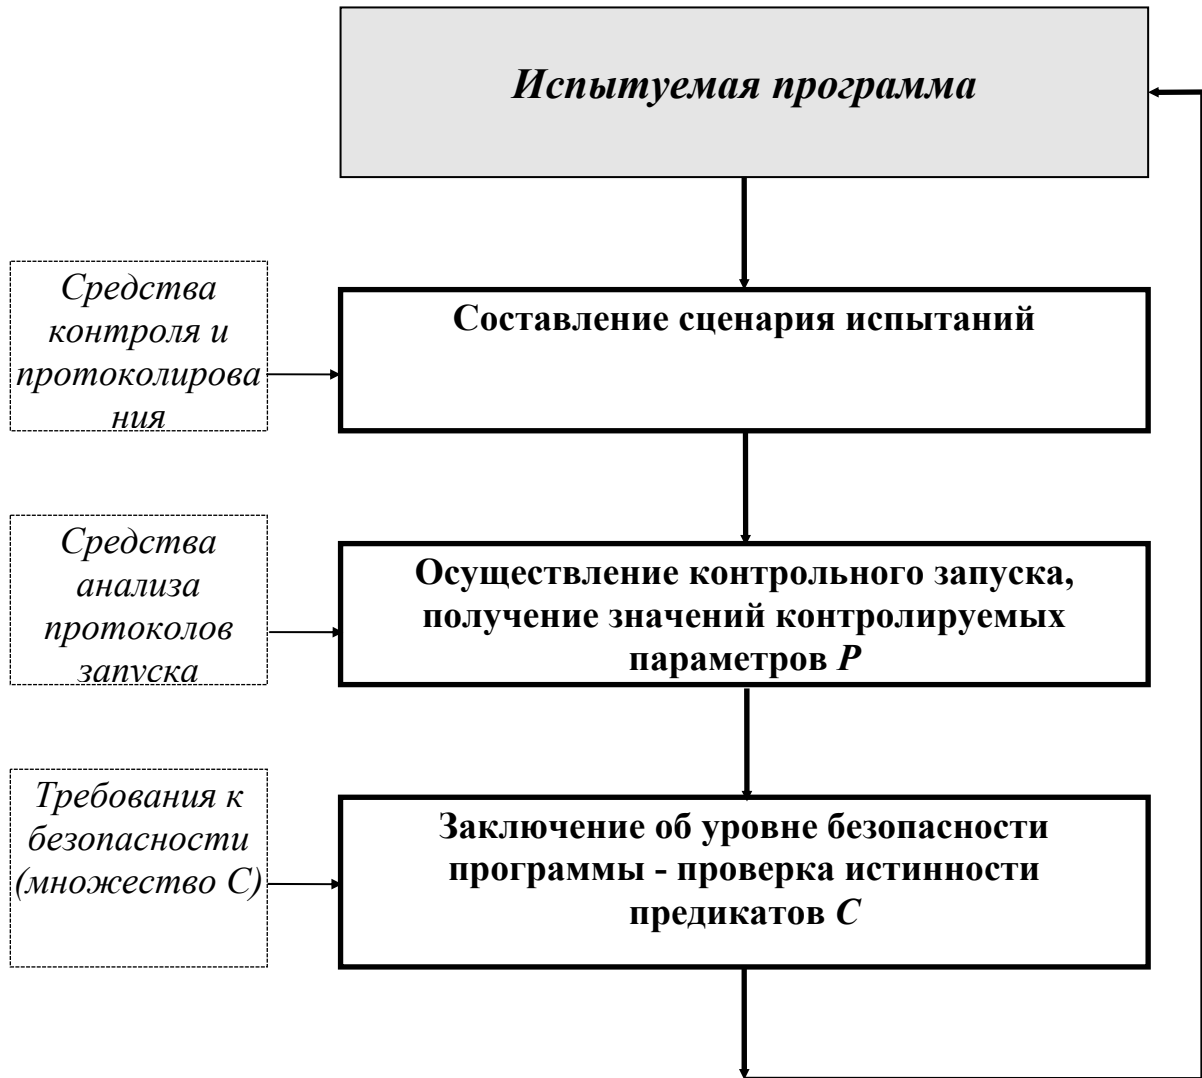 Испытуемая программа
Средства
контроля и
протоколирова
ния
Составление сценария испытаний
Средства
анализа
протоколов
запуска
Осуществление контрольного запуска,
получение значений контролируемых
параметров P
Требования к
безопасности
(множество С)
Заключение об уровне безопасности
программы - проверка истинности
предикатов C